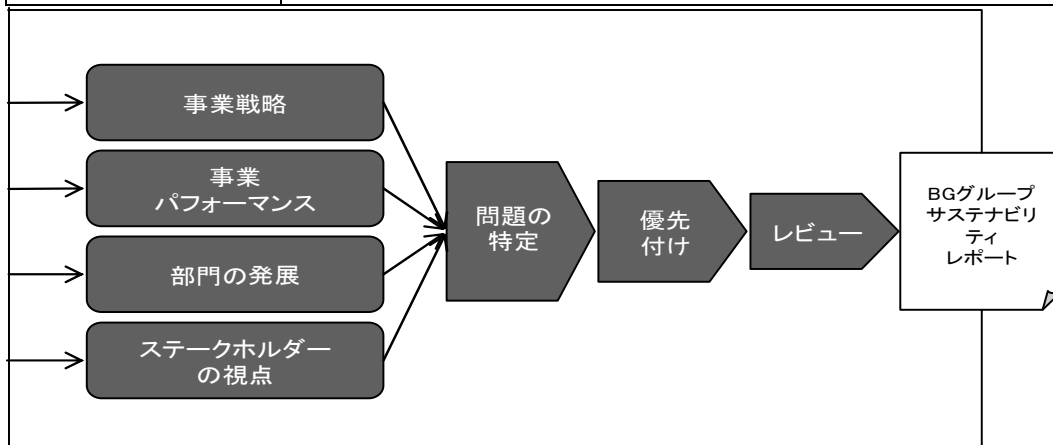 事業戦略
事業
パフォーマンス
部門の発展
ステークホルダー
の視点
問題の
特定
優先
付け
レビュー
BGグループ
サステナビリ
ティ
レポート